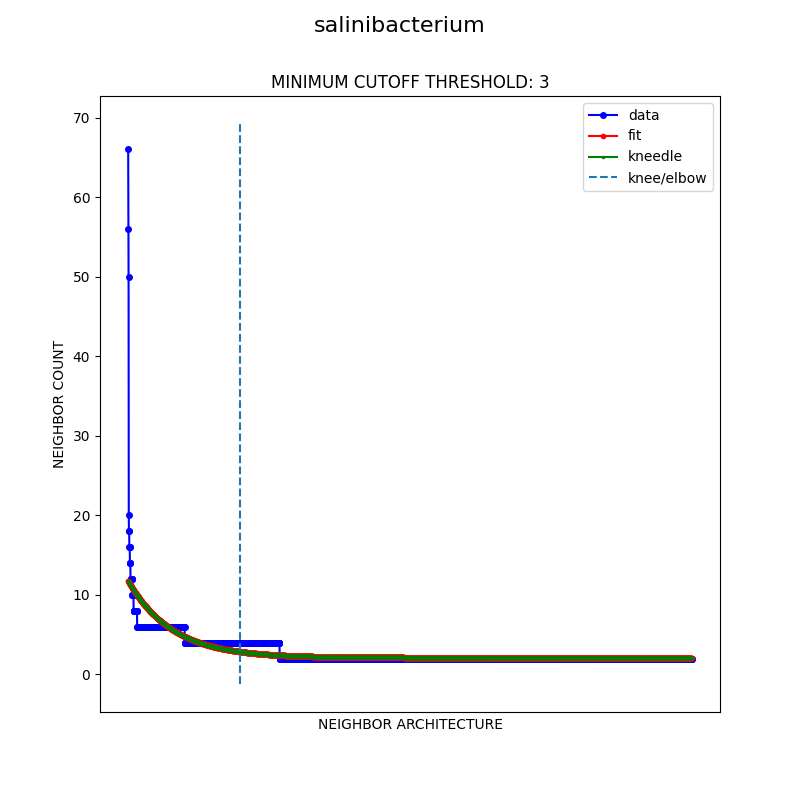 salinibacterium
MINIMUM CUTOFF THRESHOLD: 3
data
fit
kneedle
knee/elbow
70
60
50
40
30
20
10
0
NEIGHBOR COUNT
NEIGHBOR ARCHITECTURE